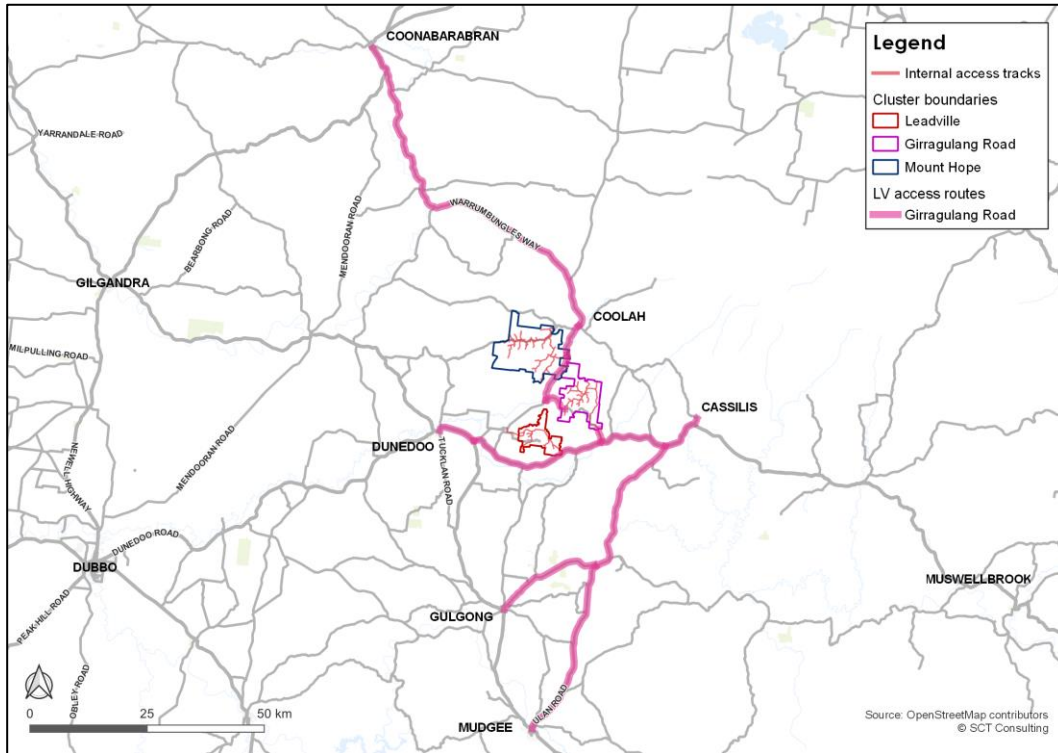 COONABARABRAN
Legend
Internal access tracks
Cluster boundaries
Leadville
Girragulang Road
Mount Hope
LV access routes
Girragulang Road
YARRANDALE ROAD
BEARBONG ROAD
MENDOORAN ROAD
WARRUMBUNGLES WAY
GILGANDRA
COOLAH
MILPULLING ROAD
CASSILIS
DUNEDOO
TUCKLAN ROAD
MENDOORAN ROAD
NEWELL HIGHWAY
DUNEDOO ROAD
DUBBO
MUSWELLBROOK
PEAK HILL ROAD
GULGONG
OBLEY ROAD
ULAN ROAD
MUDGEE
0 25 50 km
Source: OpenStreetMap contributors
© SCT Consulting